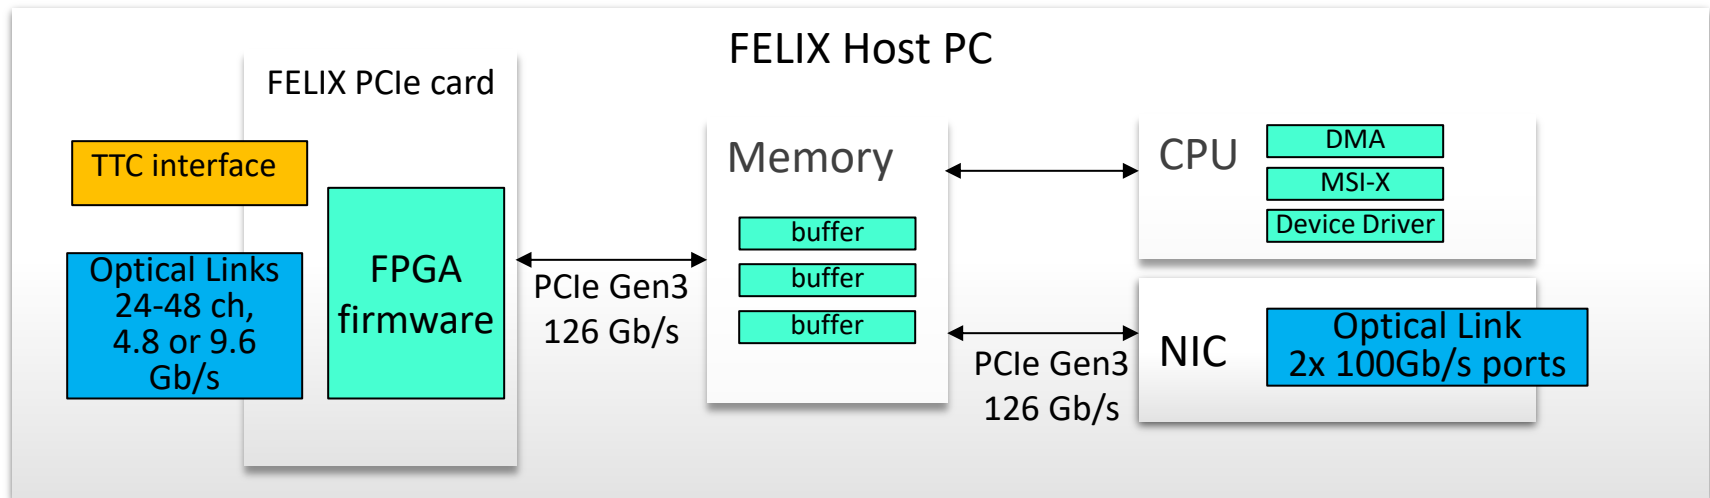 FELIX Host PC
FELIX PCIe card
TTC interface
Optical Links
24-48 ch,
4.8 or 9.6
Gb/s
FPGA
firmware
PCIe Gen3
126 Gb/s
Memory
buffer
buffer
buffer
CPU
DMA
MSI-X
Device Driver
PCIe Gen3
126 Gb/s
NIC
Optical Link
2x 100Gb/s ports